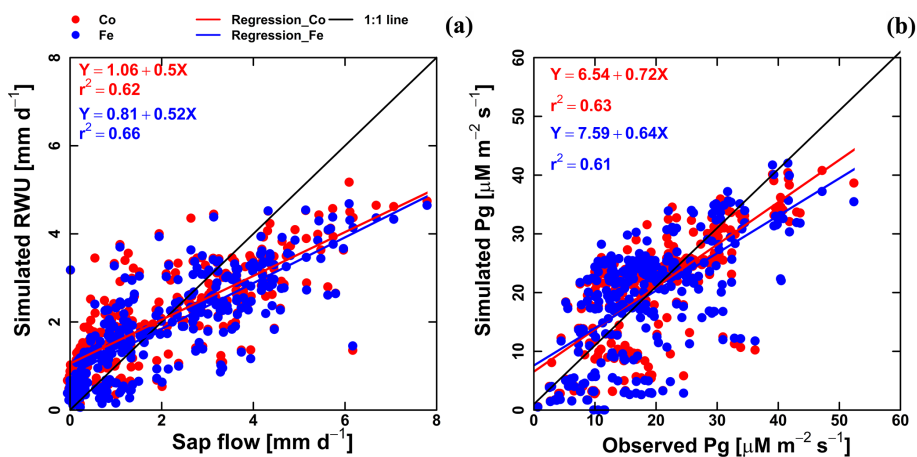 Co Regression_Co 1:1 line
Fe Regression_Fe
(a)
(b)
Y = 1.06 + 0.5X
r² = 0.62
Y = 0.81 + 0.52X
r² = 0.66
Simulated RWU [mm d⁻¹]
0 2 4 6 8
0 2 4 6 8
Sap flow [mm d⁻¹]
Y = 6.54 + 0.72X
r² = 0.63
Y = 7.59 + 0.64X
r² = 0.61
Simulated Pg [µM m⁻² s⁻¹]
0 10 20 30 40 50 60
0 10 20 30 40 50 60
Observed Pg [µM m⁻² s⁻¹]